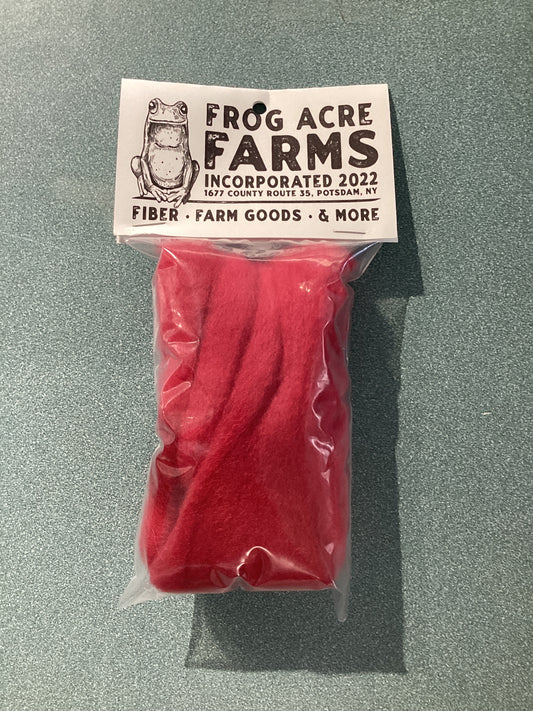 FROG ACRE
FARMS
INCORPORATED 2022
1677 COUNTY ROUTE 35, POTSDAM, NY
FIBER · FARM GOODS · & MORE